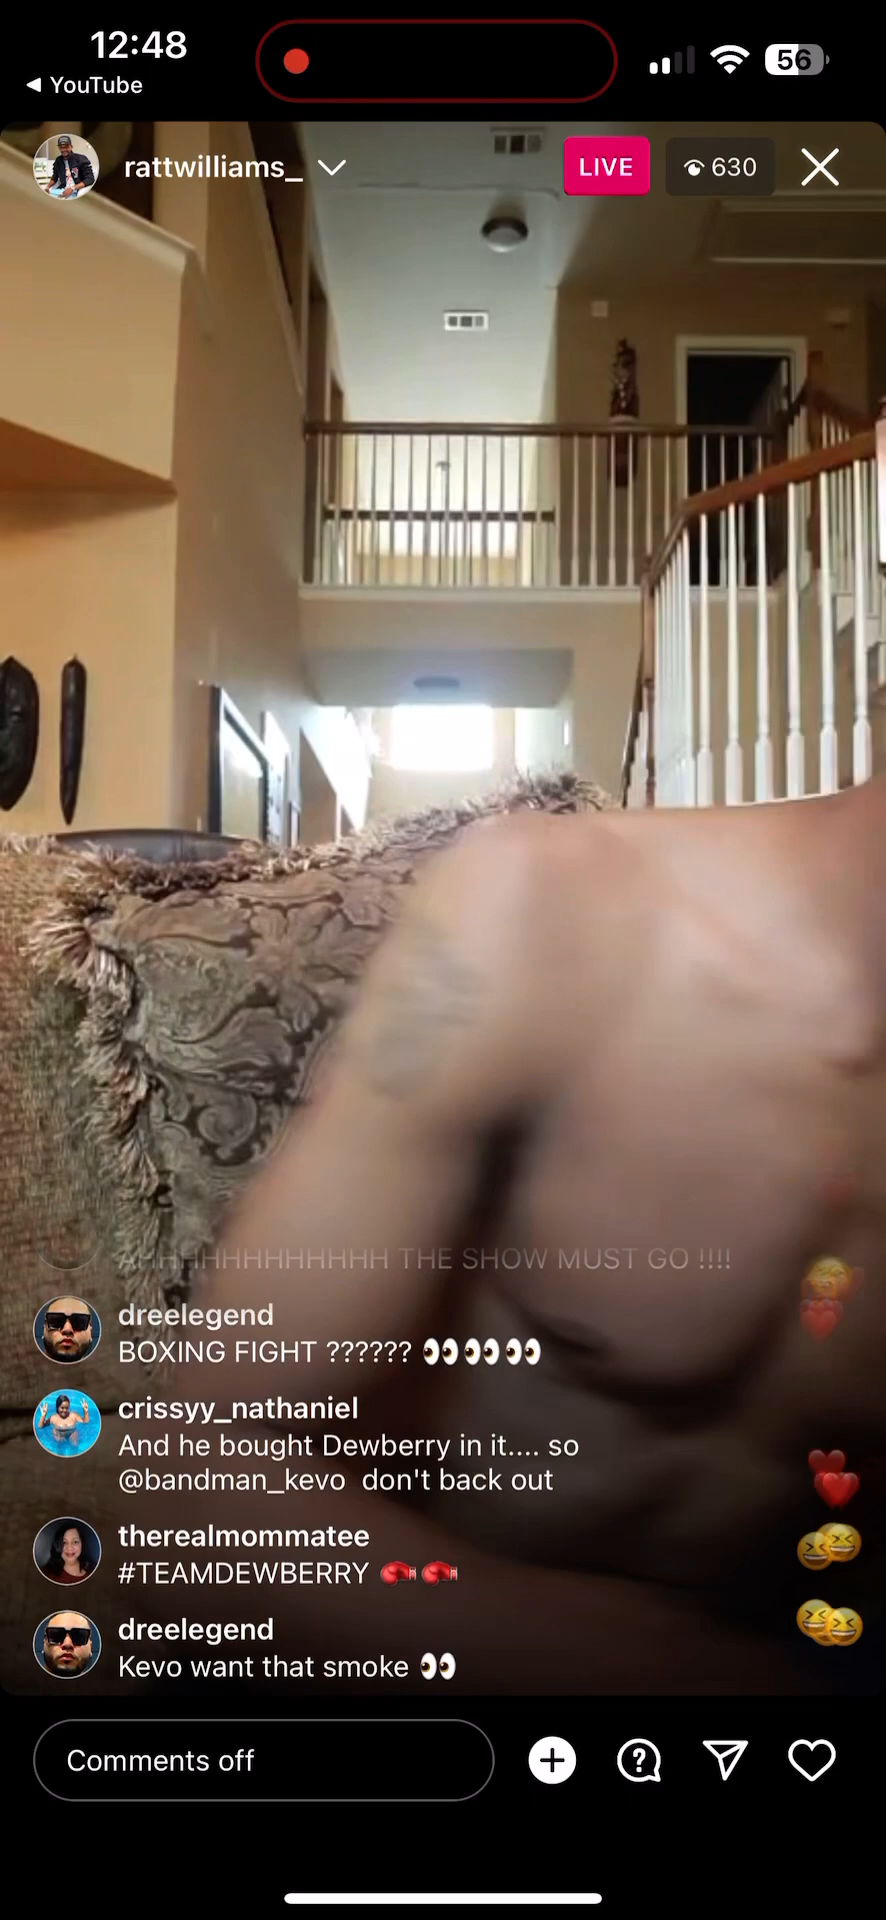 12:48
56
◀ YouTube
rattwilliams_
LIVE
630
AHHHHHHHHHHHH THE SHOW MUST GO !!!!
dreelegend
BOXING FIGHT ?????? 👀👀👀👀👀👀
crissyy_nathaniel
And he bought Dewberry in it.... so
@bandman_kevo don't back out
therealmommatee
#TEAMDEWBERRY 🥊🥊
dreelegend
Kevo want that smoke 👀
Comments off